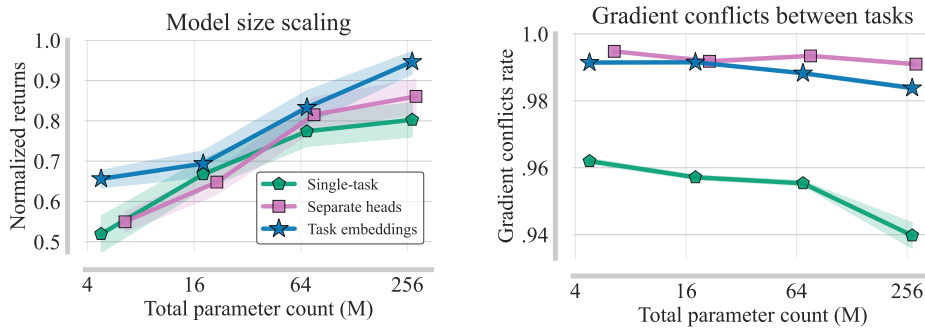 Model size scaling
Normalized returns
1.0
0.9
0.8
0.7
0.6
0.5
Single-task
Separate heads
Task embeddings
4 16 64 256
Total parameter count (M)
Gradient conflicts between tasks
Gradient conflicts rate
1.0
.98
.96
.94
4 16 64 256
Total parameter count (M)